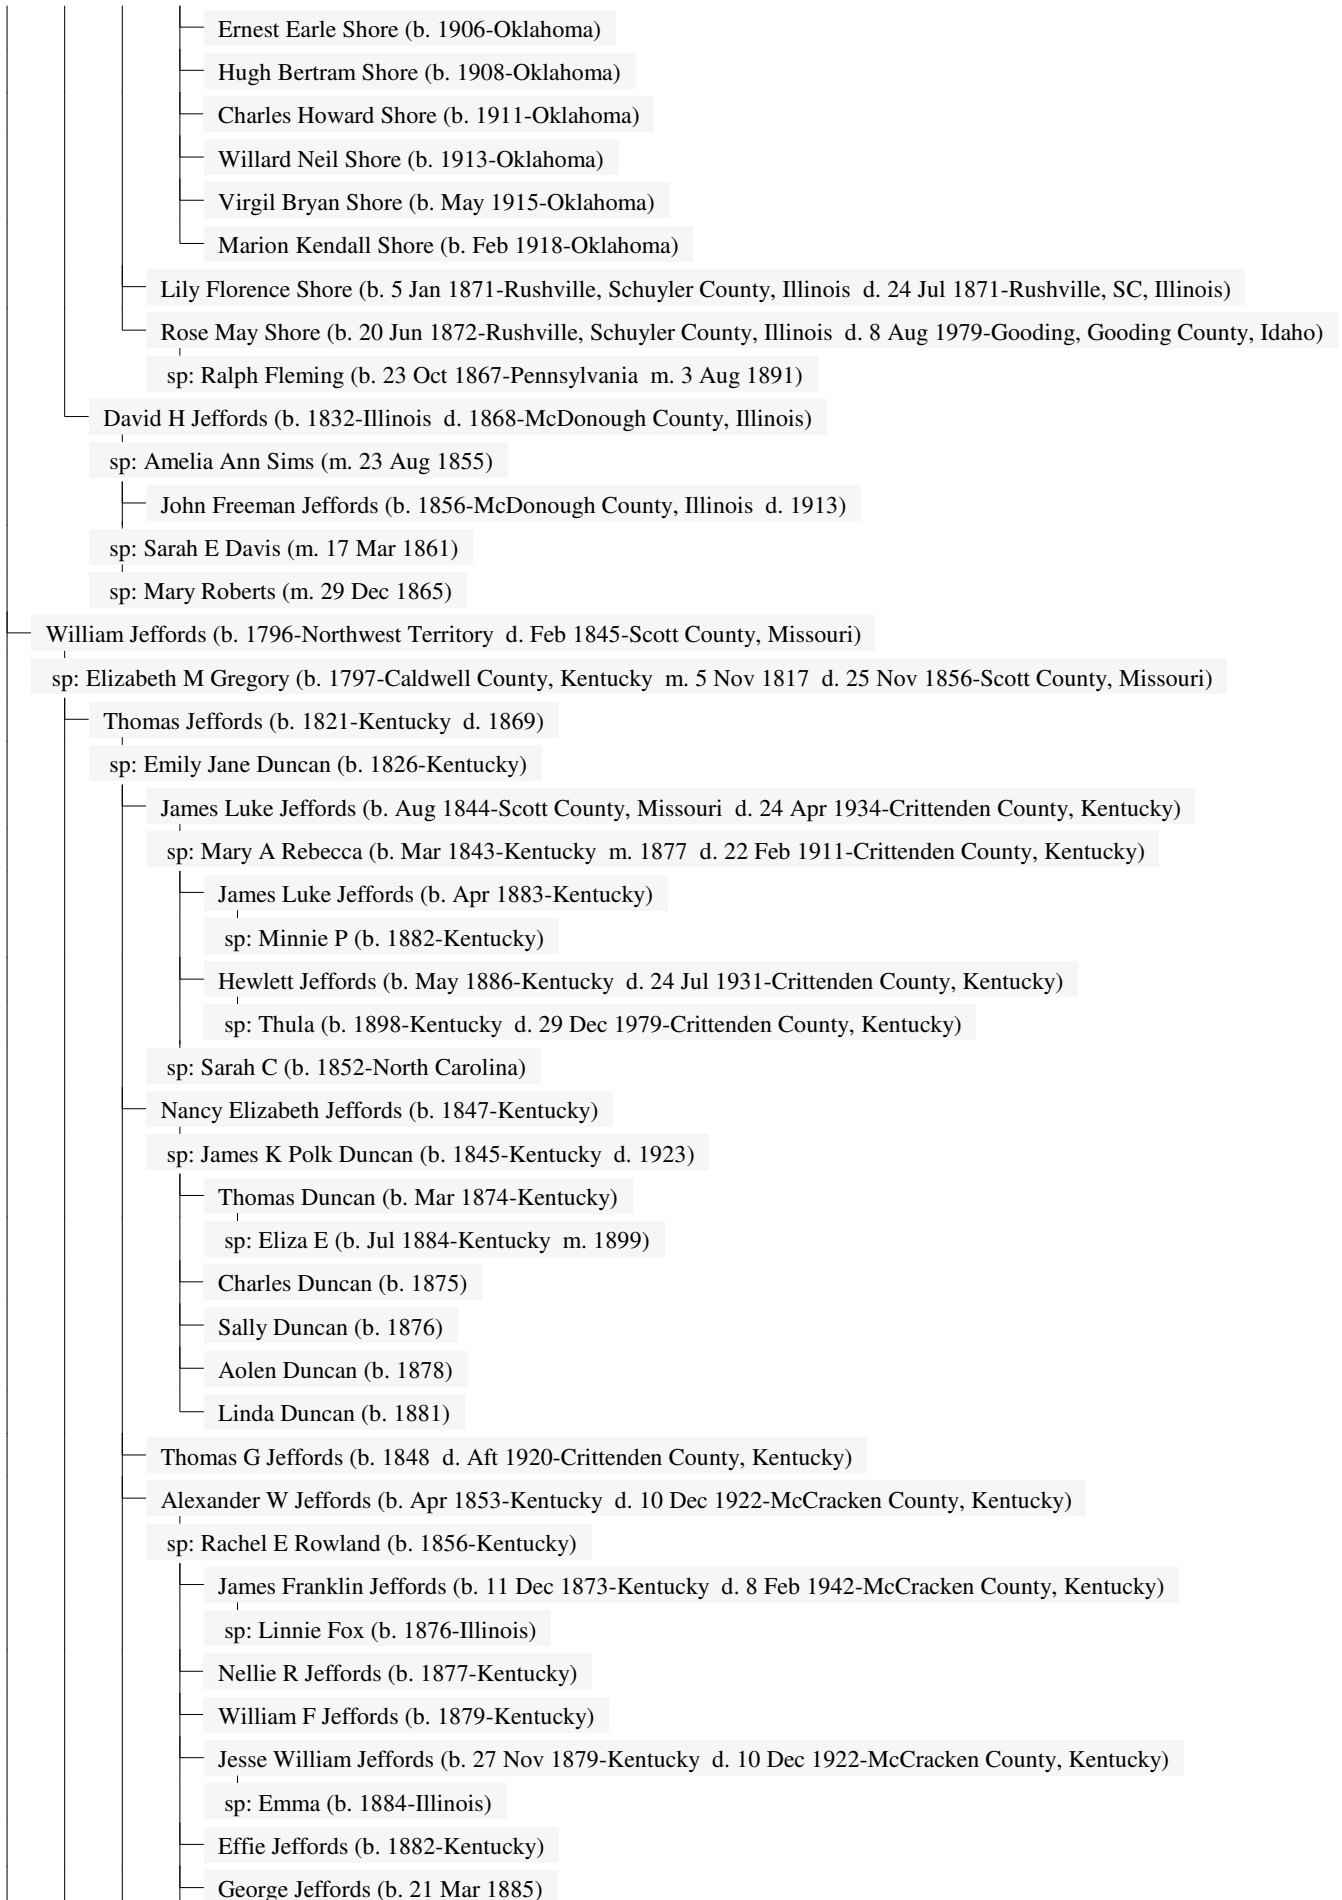 Ernest Earle Shore (b. 1906-Oklahoma)
Hugh Bertram Shore (b. 1908-Oklahoma)
Charles Howard Shore (b. 1911-Oklahoma)
Willard Neil Shore (b. 1913-Oklahoma)
Virgil Bryan Shore (b. May 1915-Oklahoma)
Marion Kendall Shore (b. Feb 1918-Oklahoma)
Lily Florence Shore (b. 5 Jan 1871-Rushville, Schuyler County, Illinois d. 24 Jul 1871-Rushville, SC, Illinois)
Rose May Shore (b. 20 Jun 1872-Rushville, Schuyler County, Illinois d. 8 Aug 1979-Gooding, Gooding County, Idaho)
sp: Ralph Fleming (b. 23 Oct 1867-Pennsylvania m. 3 Aug 1891)
David H Jeffords (b. 1832-Illinois d. 1868-McDonough County, Illinois)
sp: Amelia Ann Sims (m. 23 Aug 1855)
John Freeman Jeffords (b. 1856-McDonough County, Illinois d. 1913)
sp: Sarah E Davis (m. 17 Mar 1861)
sp: Mary Roberts (m. 29 Dec 1865)
William Jeffords (b. 1796-Northwest Territory d. Feb 1845-Scott County, Missouri)
sp: Elizabeth M Gregory (b. 1797-Caldwell County, Kentucky m. 5 Nov 1817 d. 25 Nov 1856-Scott County, Missouri)
Thomas Jeffords (b. 1821-Kentucky d. 1869)
sp: Emily Jane Duncan (b. 1826-Kentucky)
James Luke Jeffords (b. Aug 1844-Scott County, Missouri d. 24 Apr 1934-Crittenden County, Kentucky)
sp: Mary A Rebecca (b. Mar 1843-Kentucky m. 1877 d. 22 Feb 1911-Crittenden County, Kentucky)
James Luke Jeffords (b. Apr 1883-Kentucky)
sp: Minnie P (b. 1882-Kentucky)
Hewlett Jeffords (b. May 1886-Kentucky d. 24 Jul 1931-Crittenden County, Kentucky)
sp: Thula (b. 1898-Kentucky d. 29 Dec 1979-Crittenden County, Kentucky)
sp: Sarah C (b. 1852-North Carolina)
Nancy Elizabeth Jeffords (b. 1847-Kentucky)
sp: James K Polk Duncan (b. 1845-Kentucky d. 1923)
Thomas Duncan (b. Mar 1874-Kentucky)
sp: Eliza E (b. Jul 1884-Kentucky m. 1899)
Charles Duncan (b. 1875)
Sally Duncan (b. 1876)
Aolen Duncan (b. 1878)
Linda Duncan (b. 1881)
Thomas G Jeffords (b. 1848 d. Aft 1920-Crittenden County, Kentucky)
Alexander W Jeffords (b. Apr 1853-Kentucky d. 10 Dec 1922-McCracken County, Kentucky)
sp: Rachel E Rowland (b. 1856-Kentucky)
James Franklin Jeffords (b. 11 Dec 1873-Kentucky d. 8 Feb 1942-McCracken County, Kentucky)
sp: Linnie Fox (b. 1876-Illinois)
Nellie R Jeffords (b. 1877-Kentucky)
William F Jeffords (b. 1879-Kentucky)
Jesse William Jeffords (b. 27 Nov 1879-Kentucky d. 10 Dec 1922-McCracken County, Kentucky)
sp: Emma (b. 1884-Illinois)
Effie Jeffords (b. 1882-Kentucky)
George Jeffords (b. 21 Mar 1885)